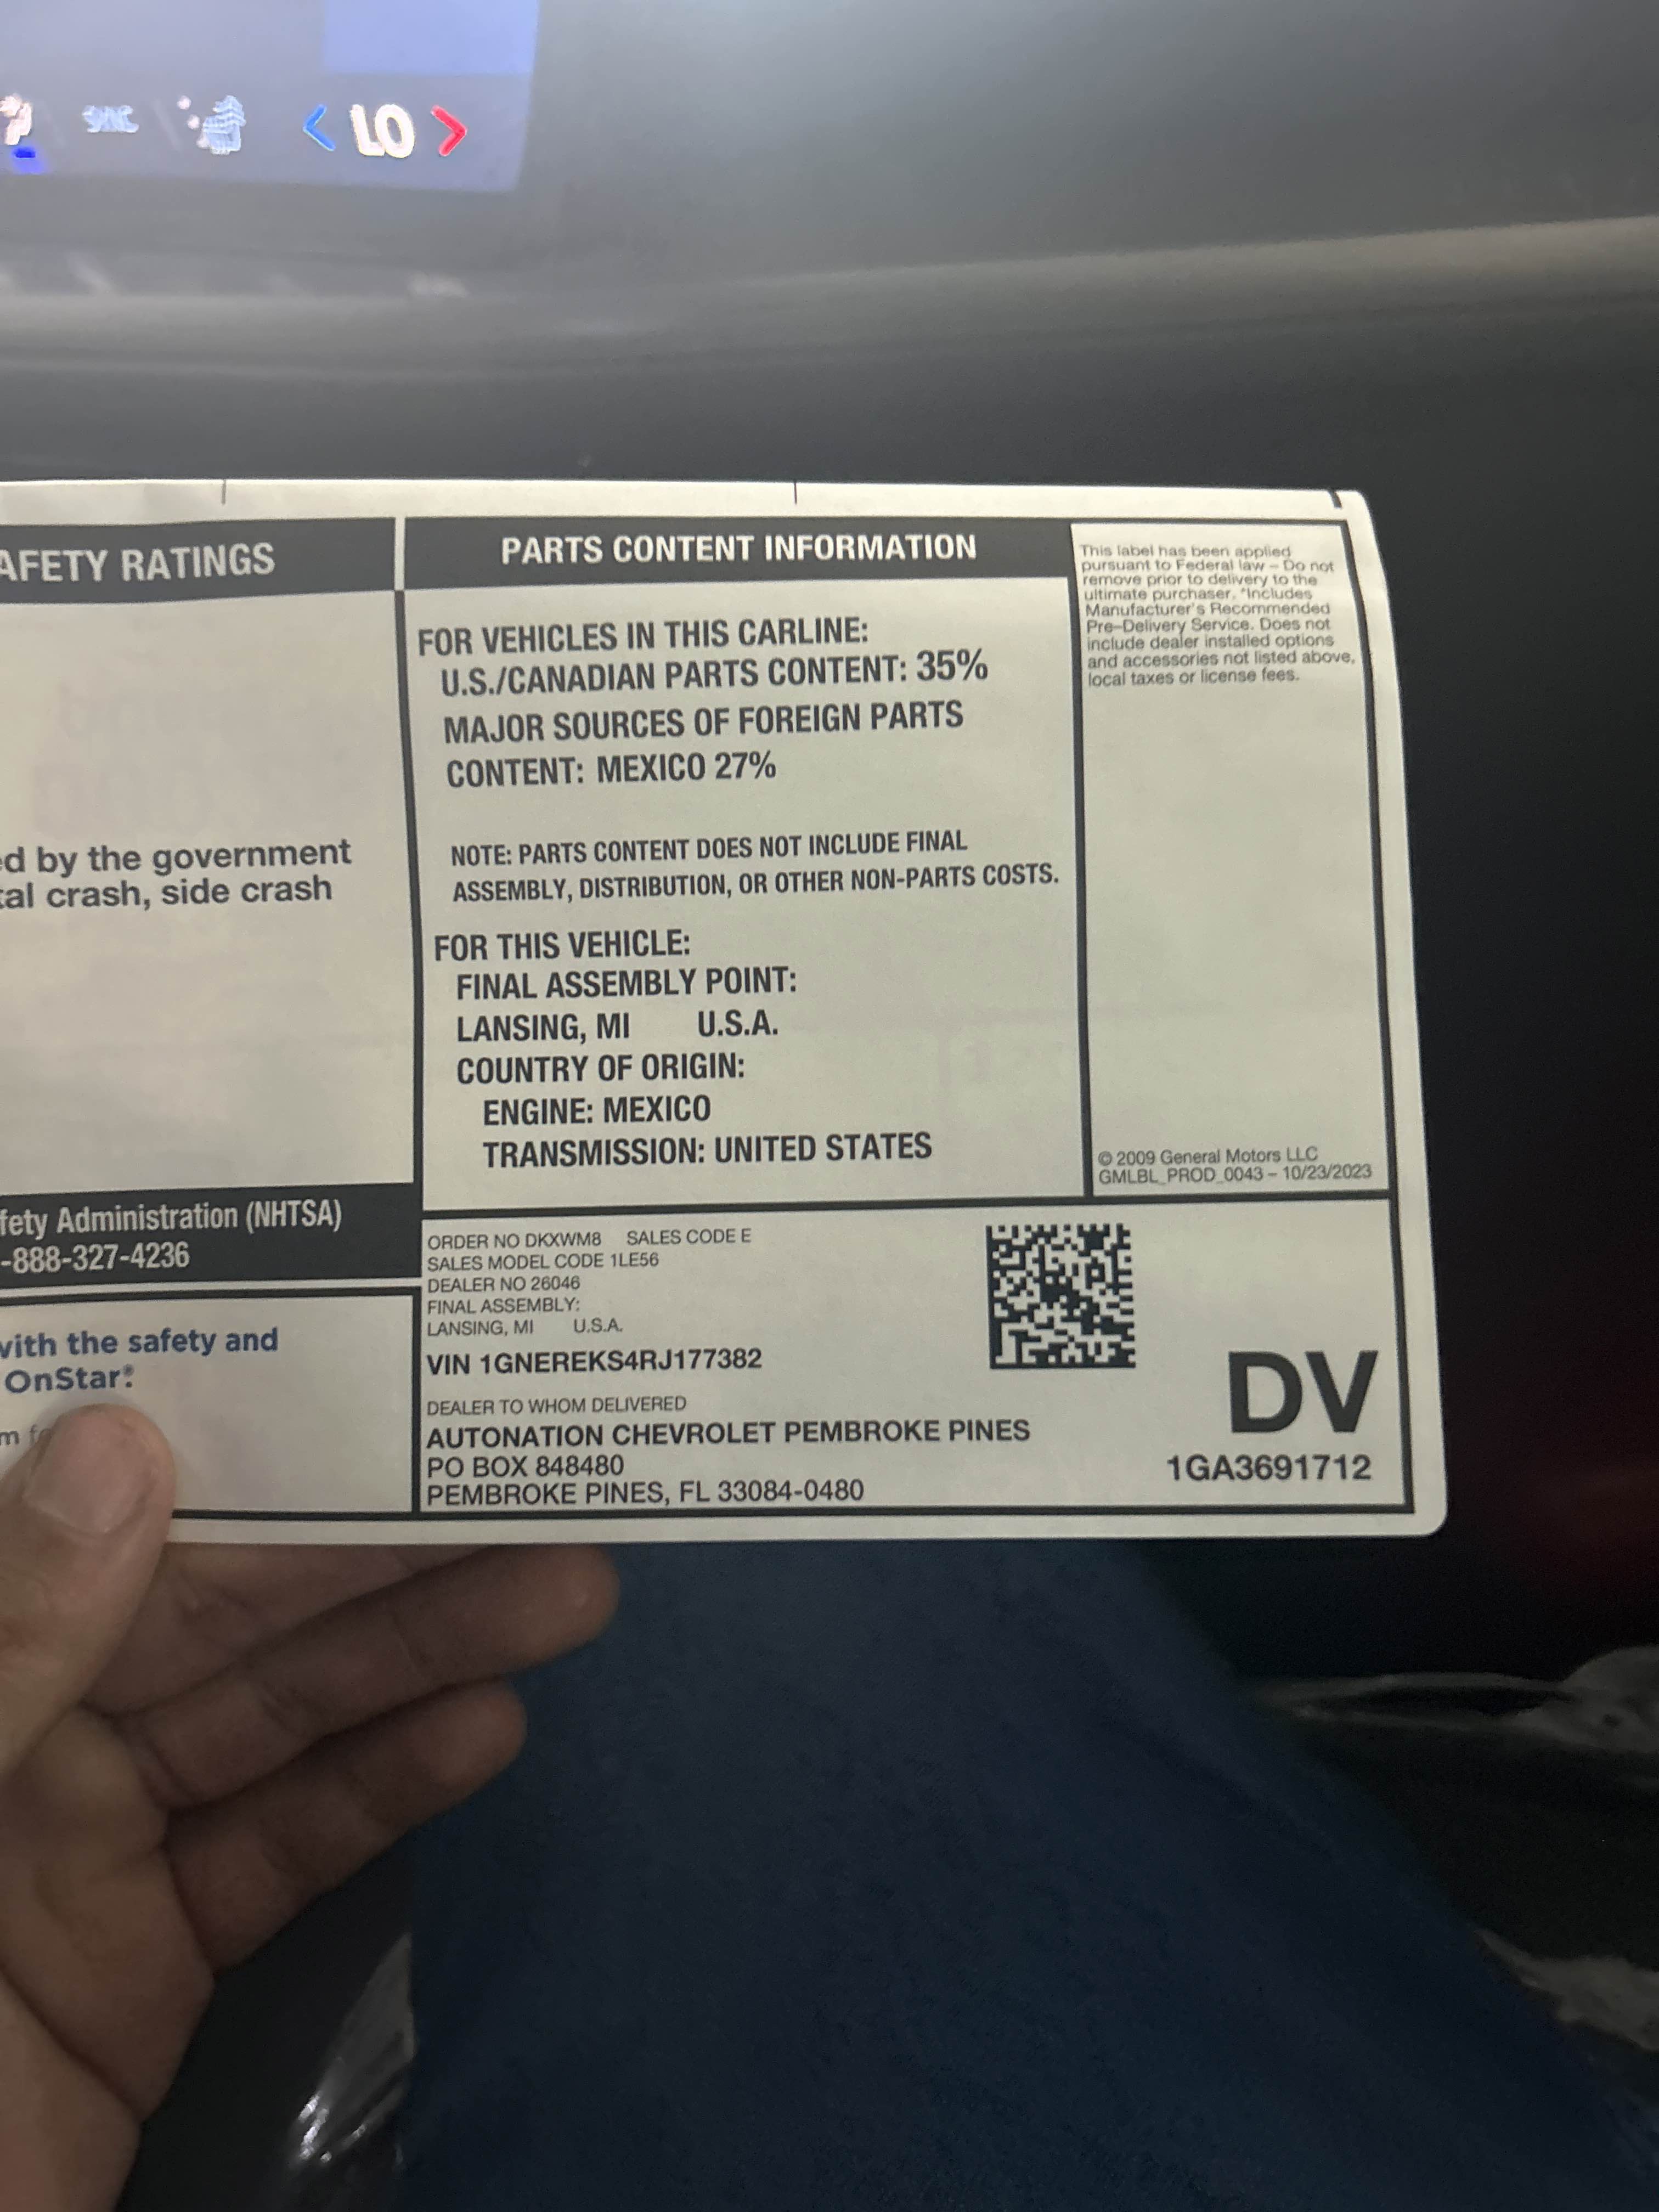 SYNC
LO
AFETY RATINGS
ed by the government
tal crash, side crash
fety Administration (NHTSA)
-888-327-4236
with the safety and
OnStar®
PARTS CONTENT INFORMATION
FOR VEHICLES IN THIS CARLINE:
U.S./CANADIAN PARTS CONTENT: 35%
MAJOR SOURCES OF FOREIGN PARTS
CONTENT: MEXICO 27%
NOTE: PARTS CONTENT DOES NOT INCLUDE FINAL
ASSEMBLY, DISTRIBUTION, OR OTHER NON-PARTS COSTS.
FOR THIS VEHICLE:
FINAL ASSEMBLY POINT:
LANSING, MI U.S.A.
COUNTRY OF ORIGIN:
ENGINE: MEXICO
TRANSMISSION: UNITED STATES
This label has been applied
pursuant to Federal law – Do not
remove prior to delivery to the
ultimate purchaser. *Includes
Manufacturer's Recommended
Pre–Delivery Service. Does not
include dealer installed options
and accessories not listed above,
local taxes or license fees.
© 2009 General Motors LLC
GMLBL_PROD_0043 – 10/23/2023
ORDER NO DKXWM8 SALES CODE E
SALES MODEL CODE 1LE56
DEALER NO 26046
FINAL ASSEMBLY:
LANSING, MI U.S.A.
VIN 1GNEREKS4RJ177382
DEALER TO WHOM DELIVERED
AUTONATION CHEVROLET PEMBROKE PINES
PO BOX 848480
PEMBROKE PINES, FL 33084-0480
DV
1GA3691712